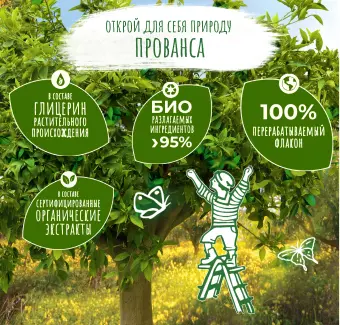 ОТКРОЙ ДЛЯ СЕБЯ ПРИРОДУ
ПРОВАНСА
В СОСТАВЕ
ГЛИЦЕРИН
РАСТИТЕЛЬНОГО
ПРОИСХОЖДЕНИЯ
БИО
РАЗЛАГАЕМЫХ
ИНГРЕДИЕНТОВ
>95%
100%
ПЕРЕРАБАТЫВАЕМЫЙ
ФЛАКОН
В СОСТАВЕ
СЕРТИФИЦИРОВАННЫЕ
ОРГАНИЧЕСКИЕ
ЭКСТРАКТЫ